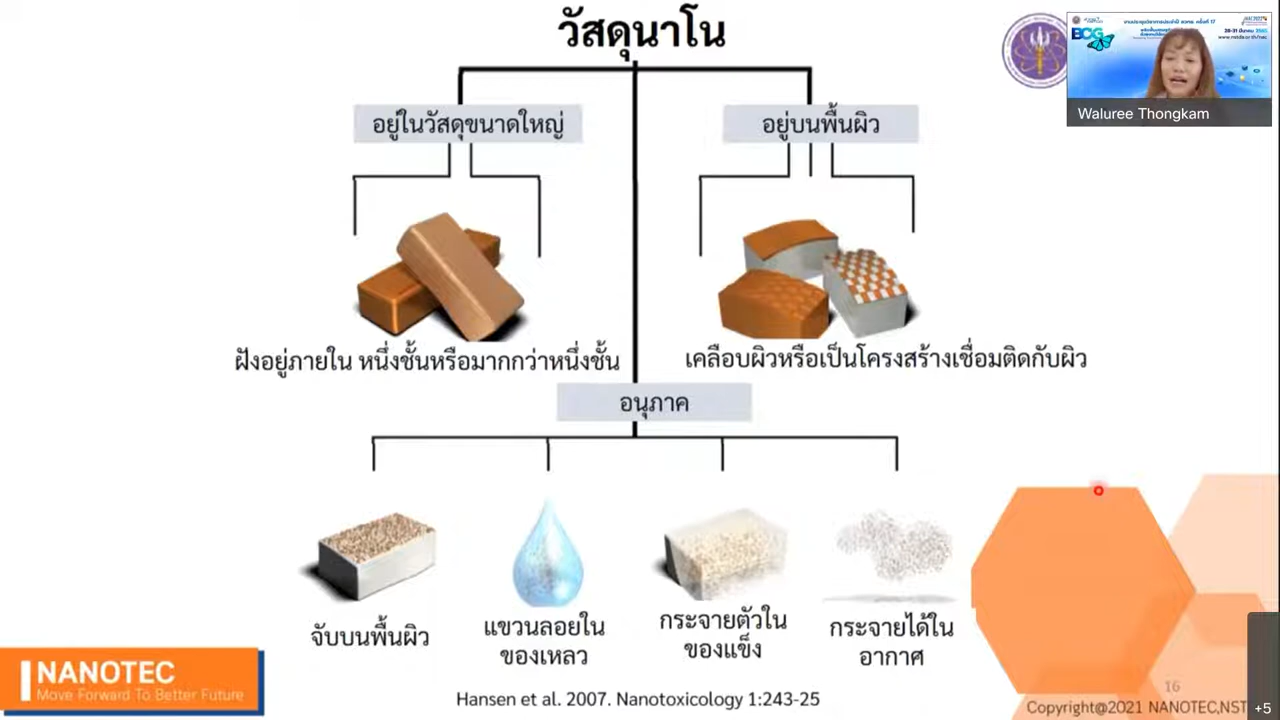 วัสดุนาโน
อยู่ในวัสดุขนาดใหญ่
อยู่บนพื้นผิว
ฝังอยู่ภายใน หนึ่งชั้นหรือมากกว่าหนึ่งชั้น
เคลือบผิวหรือเป็นโครงสร้างเชื่อมติดกับผิว
อนุภาค
จับบนพื้นผิว
แขวนลอยใน
ของเหลว
กระจายตัวใน
ของแข็ง
กระจายได้ใน
อากาศ
NANOTEC
Move Forward To Better Future
Hansen et al. 2007. Nanotoxicology 1:243-25
16
Copyright@2021 NANOTEC,NST
+5
BCG
Waluree Thongkam